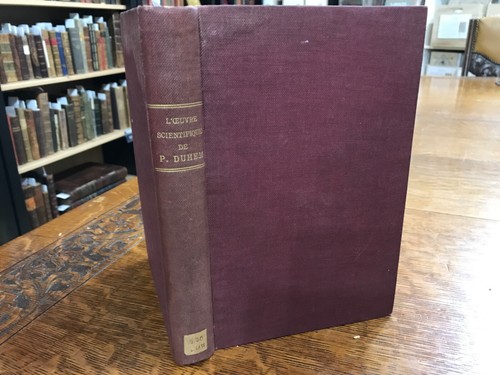 L'ŒUVRE
SCIENTIFIQUE
DE
P. DUHEM